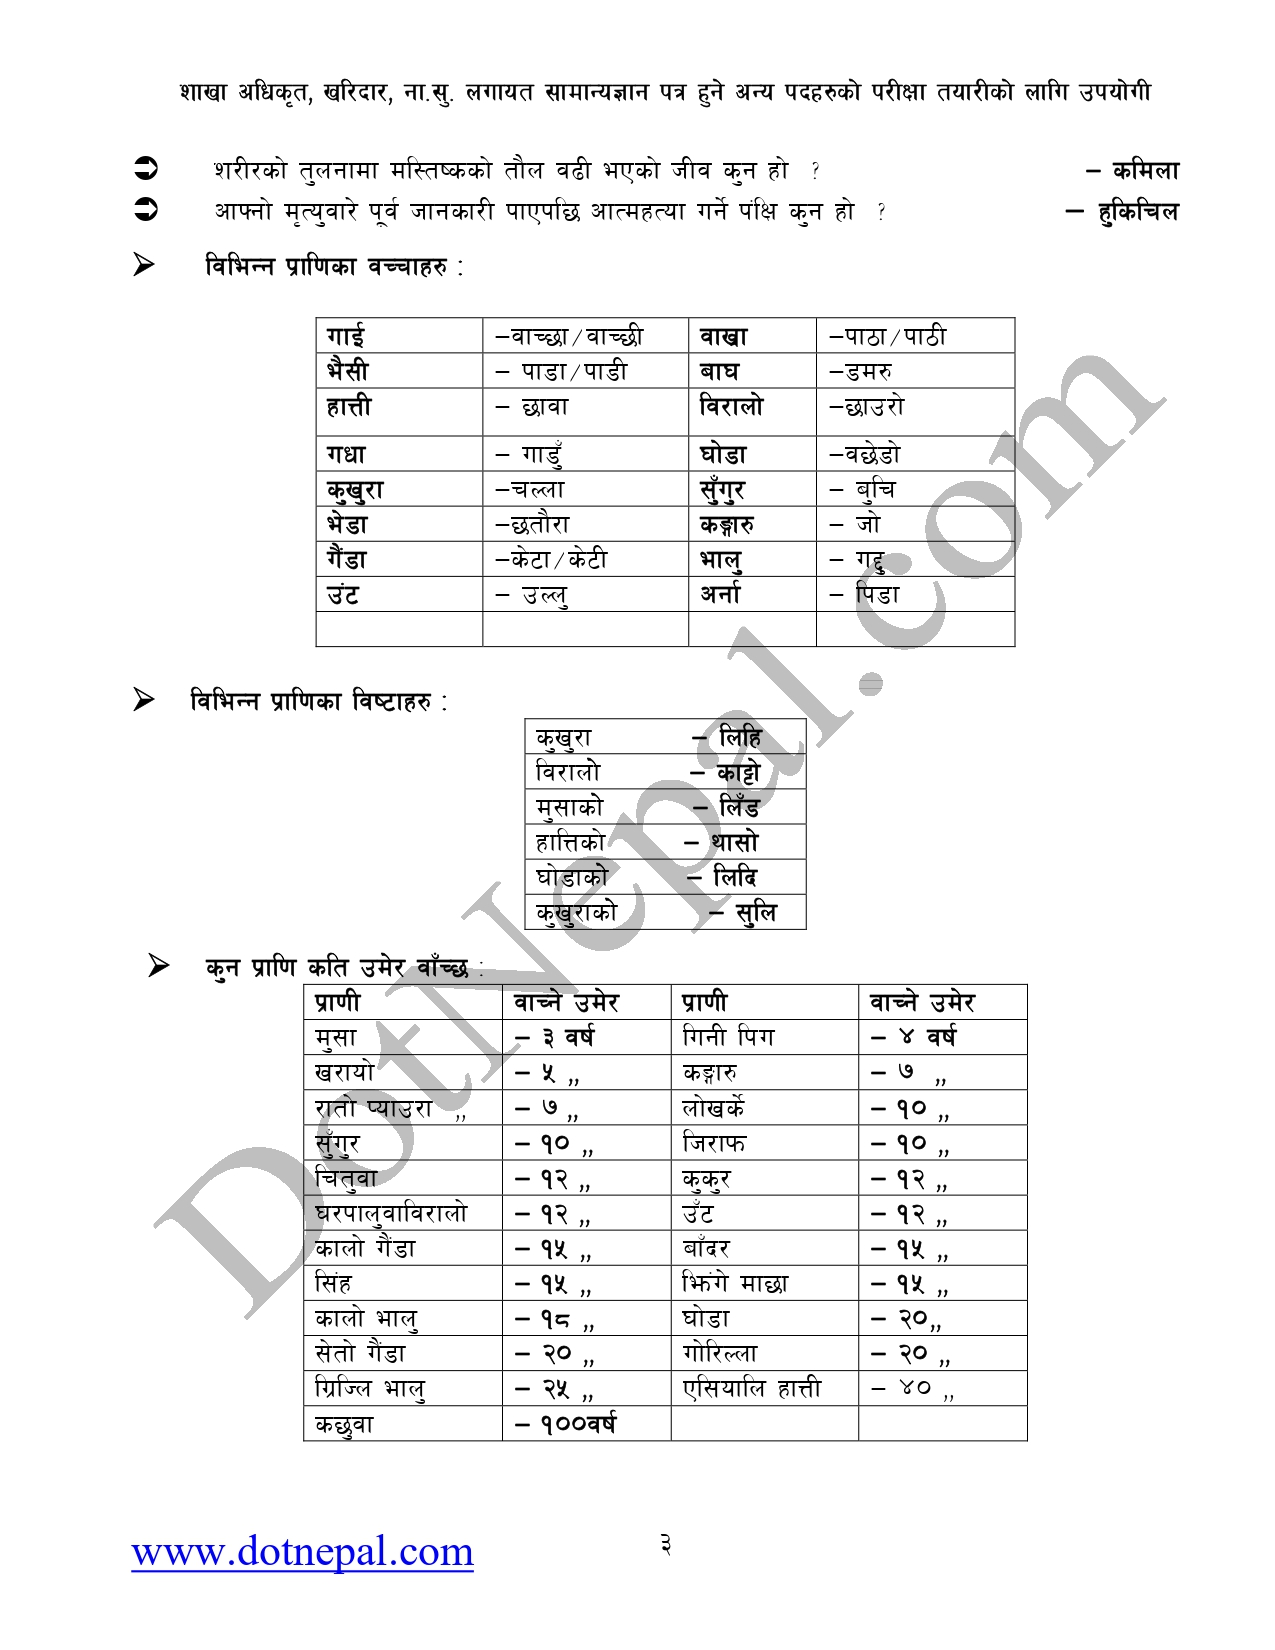 शाखा अधिकृत, खरिदार, ना.सु. लगायत सामान्यज्ञान पत्र हुने अन्य पदहरुको परीक्षा तयारीको लागि उपयोगी
शरीरको तुलनामा मस्तिष्कको तौल वढी भएको जीव कुन हो ? – कमिला
आफ्नो मृत्युवारे पूर्व जानकारी पाएपछि आत्महत्या गर्ने पंक्षि कुन हो ? – हुकिचिल
विभिन्न प्राणिका वच्चाहरु :
गाई –वाच्छा/वाच्छी वाख्रा –पाठा/पाठी
भैसी – पाडा/पाडी बाघ –डमरु
हात्ती – छावा विरालो –छाउरो
गधा – गाडुँ घोडा –वछेडो
कुखुरा –चल्ला सुँगुर – बुचि
भेडा –छतौरा कङ्गारु – जो
गैंडा –केटा/केटी भालु – गद्दु
उंट – उल्लु अर्ना – पिडा
विभिन्न प्राणिका विष्टाहरु :
कुखुरा – लिहि
विरालो – काट्टो
मुसाको – लिँड
हात्तिको – थासो
घोडाको – लिदि
कुखुराको – सुलि
कुन प्राणि कति उमेर वाँच्छ :
प्राणी वाच्ने उमेर प्राणी वाच्ने उमेर
मुसा – ३ वर्ष गिनी पिग – ४ वर्ष
खरायो – ५ ,, कङ्गारु – ७ ,,
रातो प्याउरा ,, – ७ ,, लोखर्के – १० ,,
सुँगुर – १० ,, जिराफ – १० ,,
चितुवा – १२ ,, कुकुर – १२ ,,
घरपालुवाविरालो – १२ ,, उँट – १२ ,,
कालो गैंडा – १५ ,, बाँदर – १५ ,,
सिंह – १५ ,, झिंगे माछा – १५ ,,
कालो भालु – १८ ,, घोडा – २०,,
सेतो गैंडा – २० ,, गोरिल्ला – २० ,,
ग्रिज्लि भालु – २५ ,, एसियालि हात्ती – ४० ,,
कछुवा – १००वर्ष
DotNepal.com
www.dotnepal.com ३